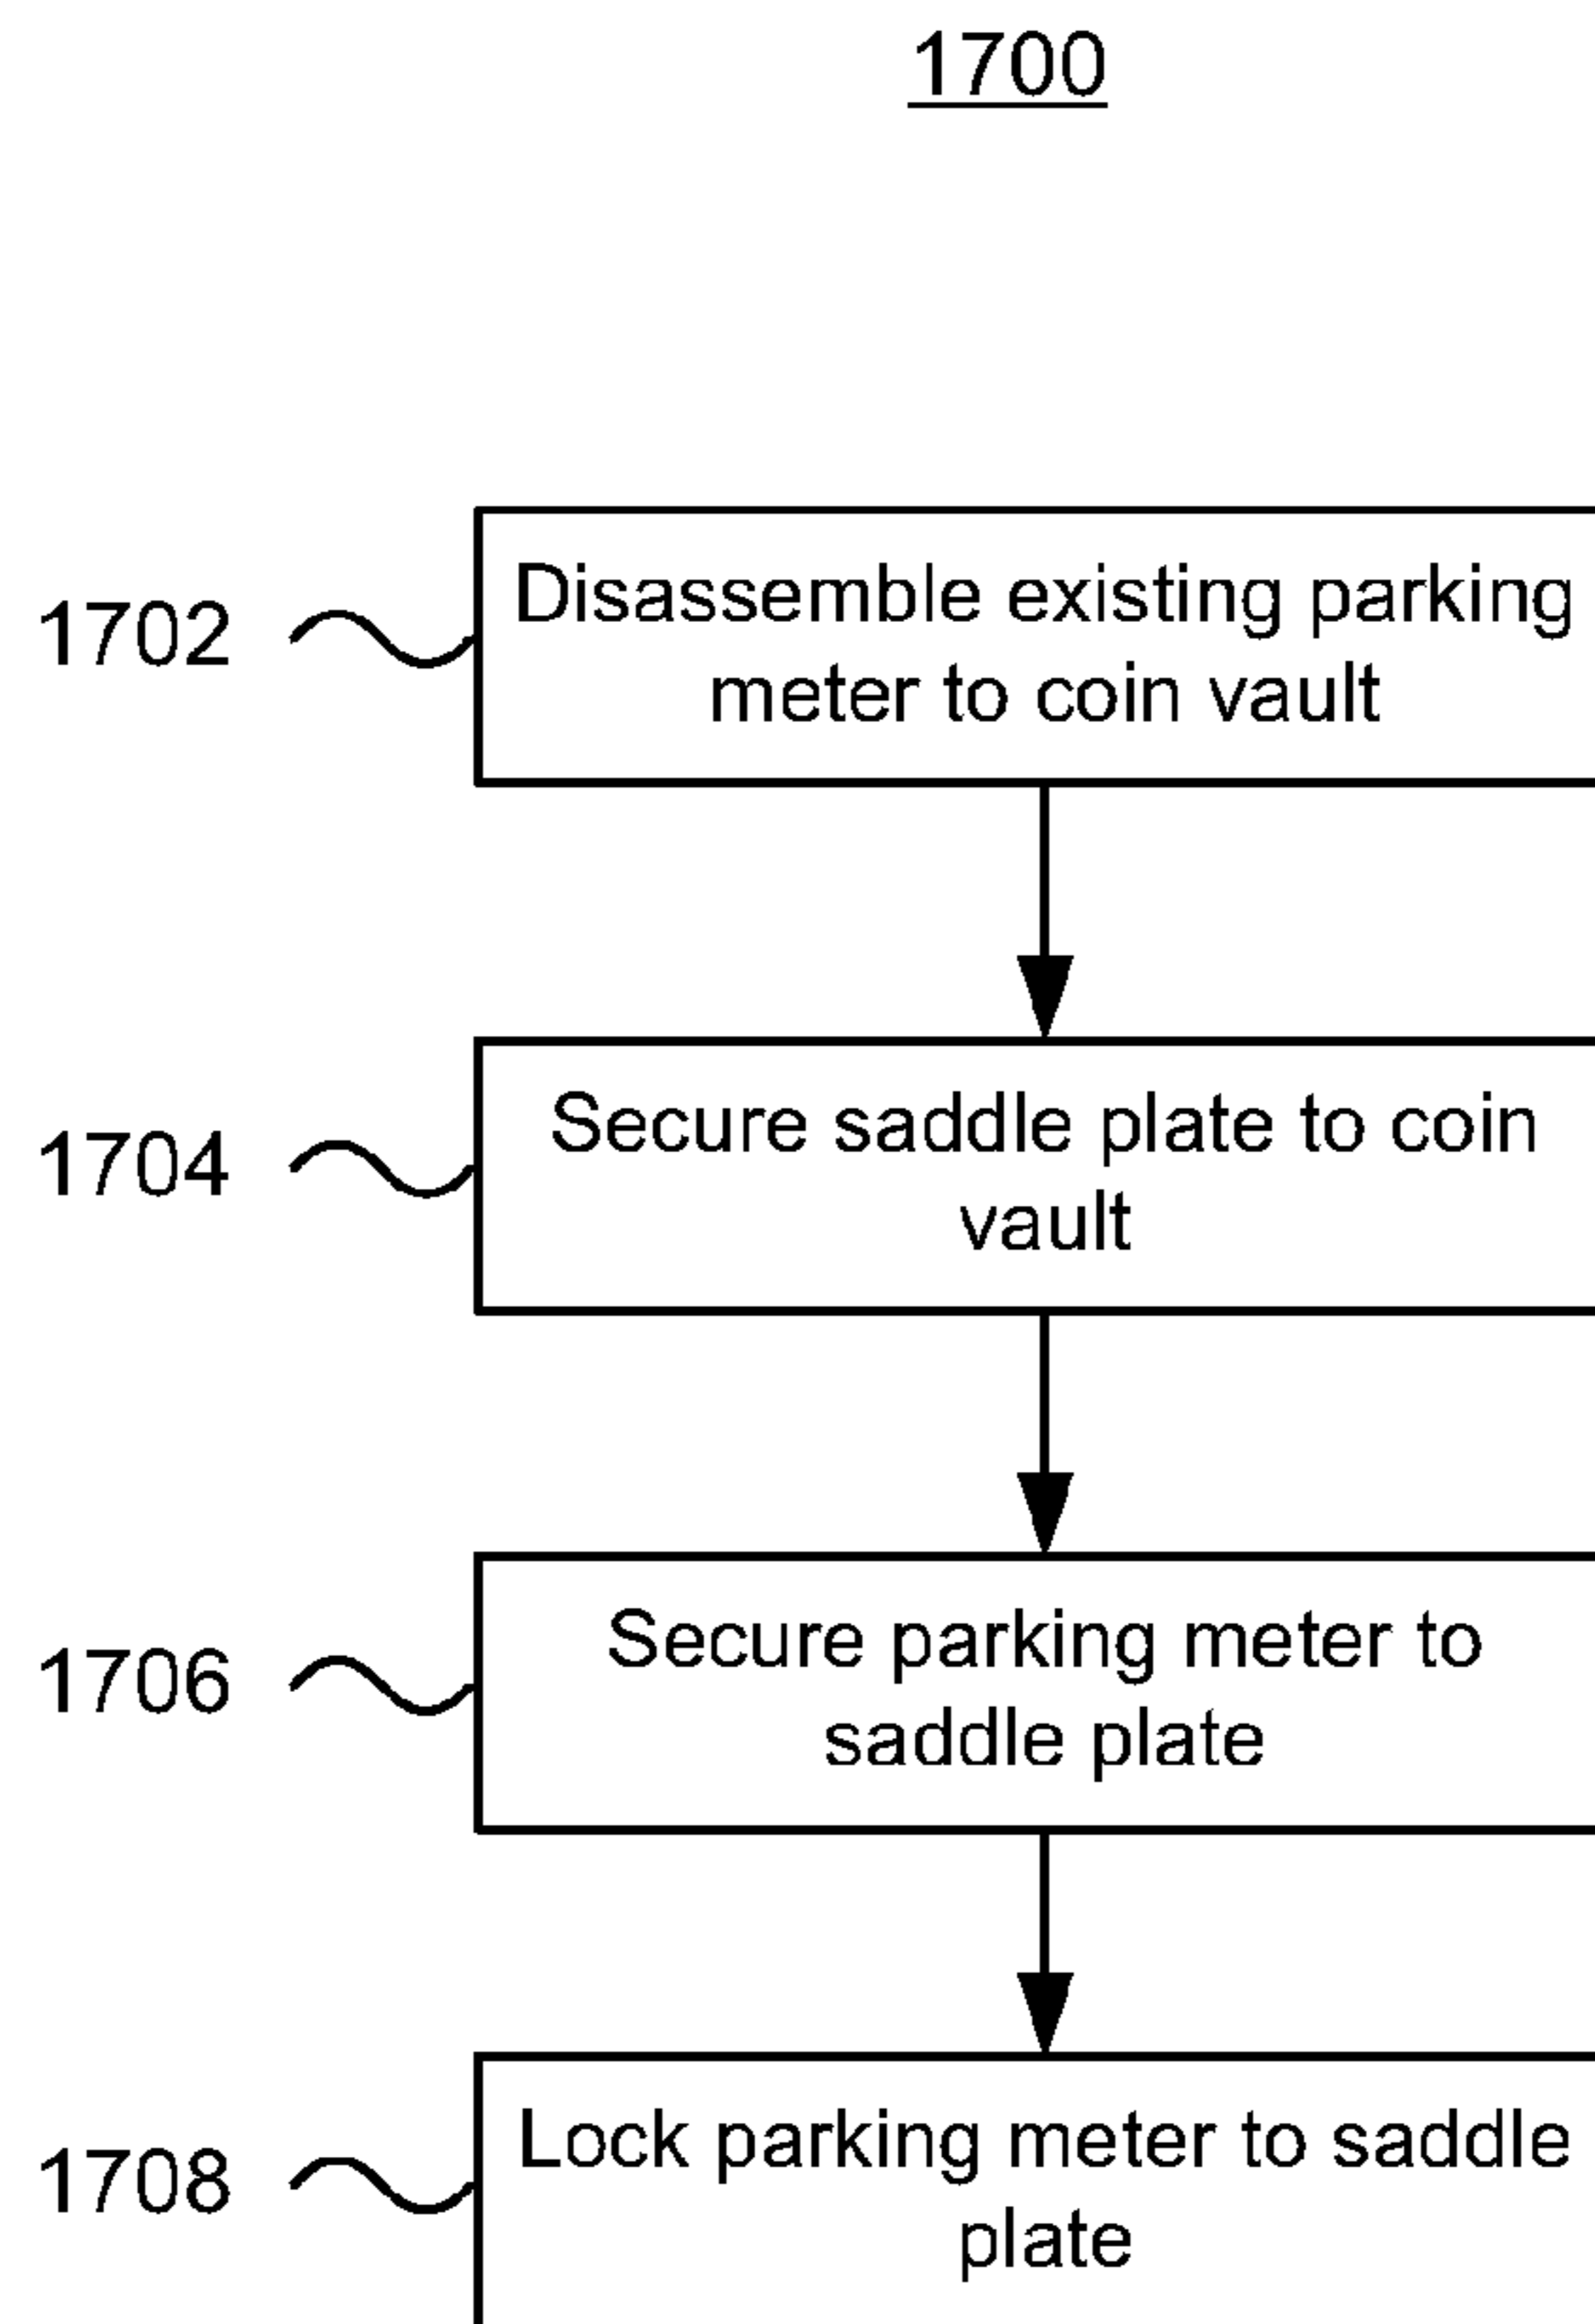 1700
1702
Disassemble existing parking
meter to coin vault
1704
Secure saddle plate to coin
vault
1706
Secure parking meter to
saddle plate
1708
Lock parking meter to saddle
plate